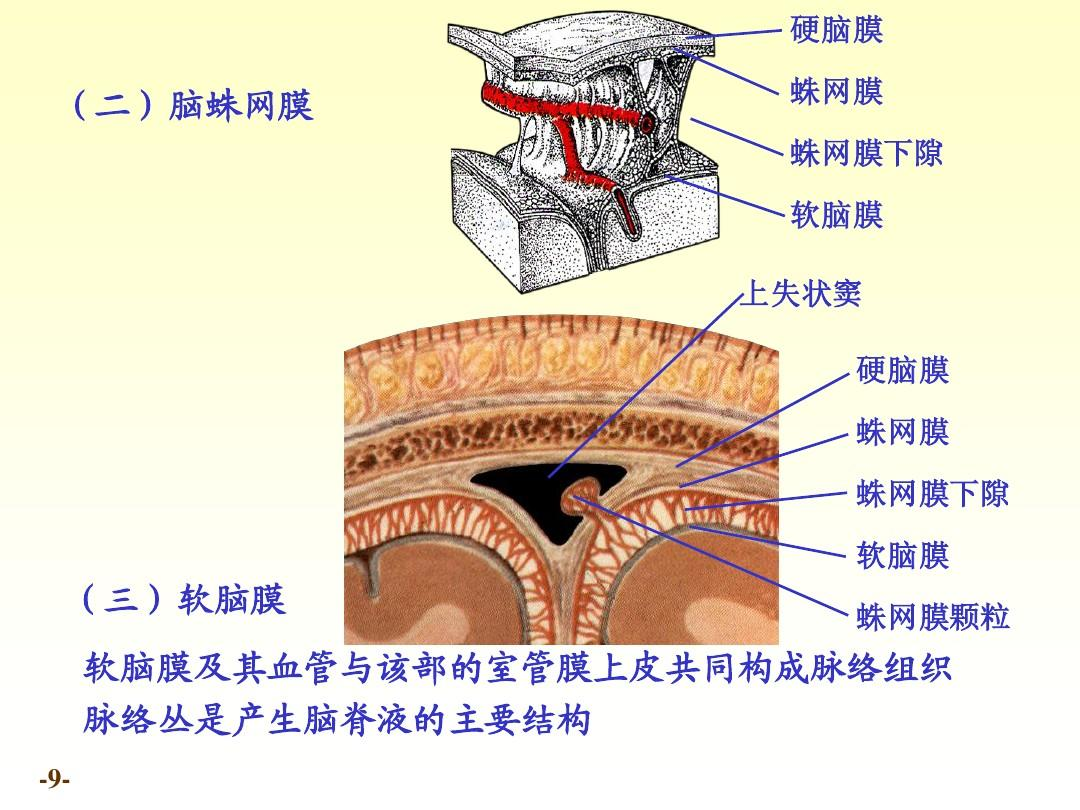 硬脑膜
(二)脑蛛网膜
蛛网膜
蛛网膜下隙
软脑膜
上失状窦
硬脑膜
蛛网膜
蛛网膜下隙
软脑膜
(三)软脑膜
蛛网膜颗粒
软脑膜及其血管与该部的室管膜上皮共同构成脉络组织
脉络丛是产生脑脊液的主要结构
-9-